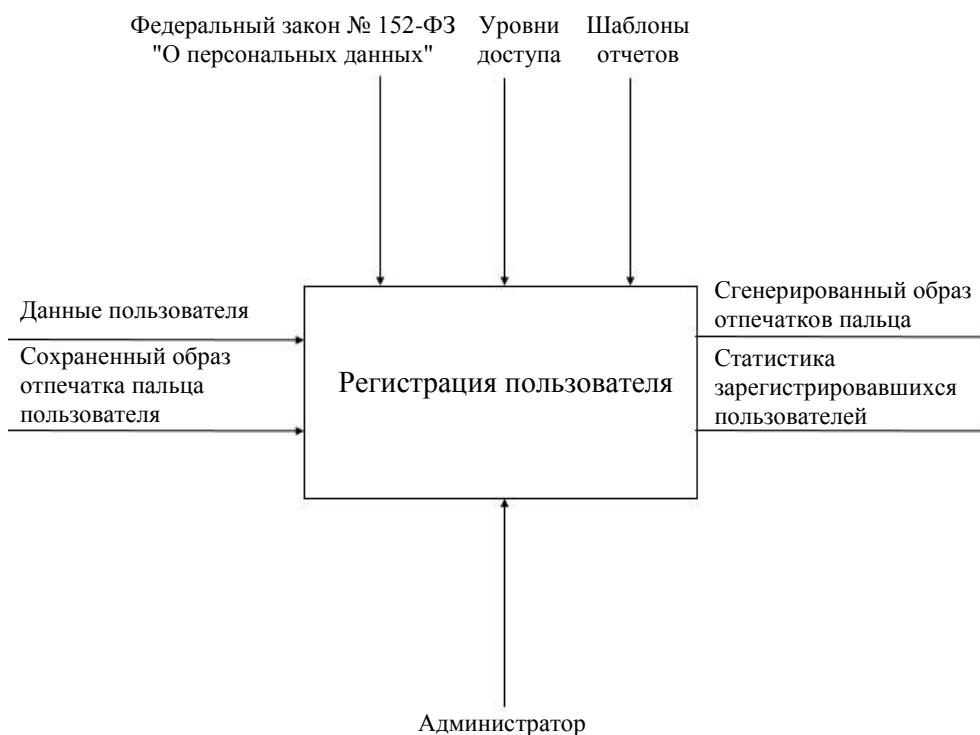 Федеральный закон № 152-ФЗ
"О персональных данных"
Уровни
доступа
Шаблоны
отчетов
Данные пользователя
Сохраненный образ
отпечатка пальца
пользователя
Регистрация пользователя
Сгенерированный образ
отпечатков пальца
Статистика
зарегистрировавшихся
пользователей
Администратор